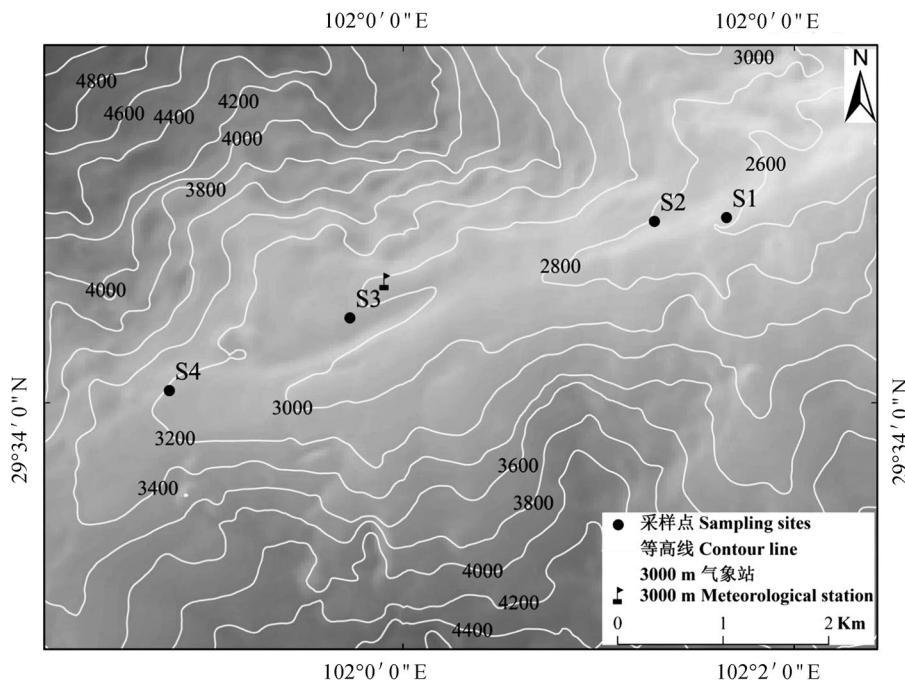 102°0′0"E 102°2′0"E
3000
N
4800
4200
4600
4400
4000
2600
3800
S2
S1
2800
4000
S3
S4
3000
29°34′0"N
29°34′0"N
3200
3600
3400
3800
采样点 Sampling sites
等高线 Contour line
3000 m 气象站
3000 m Meteorological station
4000
4200
4400
0 1 2 Km
102°0′0"E 102°2′0"E